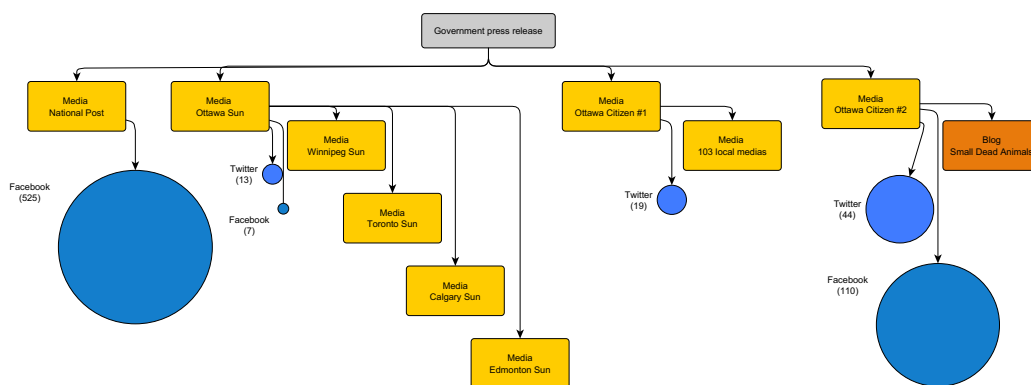 Government press release
Media
National Post
Media
Ottawa Sun
Media
Ottawa Citizen #1
Media
Ottawa Citizen #2
Media
Winnipeg Sun
Media
103 local medias
Blog
Small Dead Animals
Twitter
(13)
Facebook
(525)
Twitter
(19)
Facebook
(7)
Media
Toronto Sun
Twitter
(44)
Media
Calgary Sun
Facebook
(110)
Media
Edmonton Sun